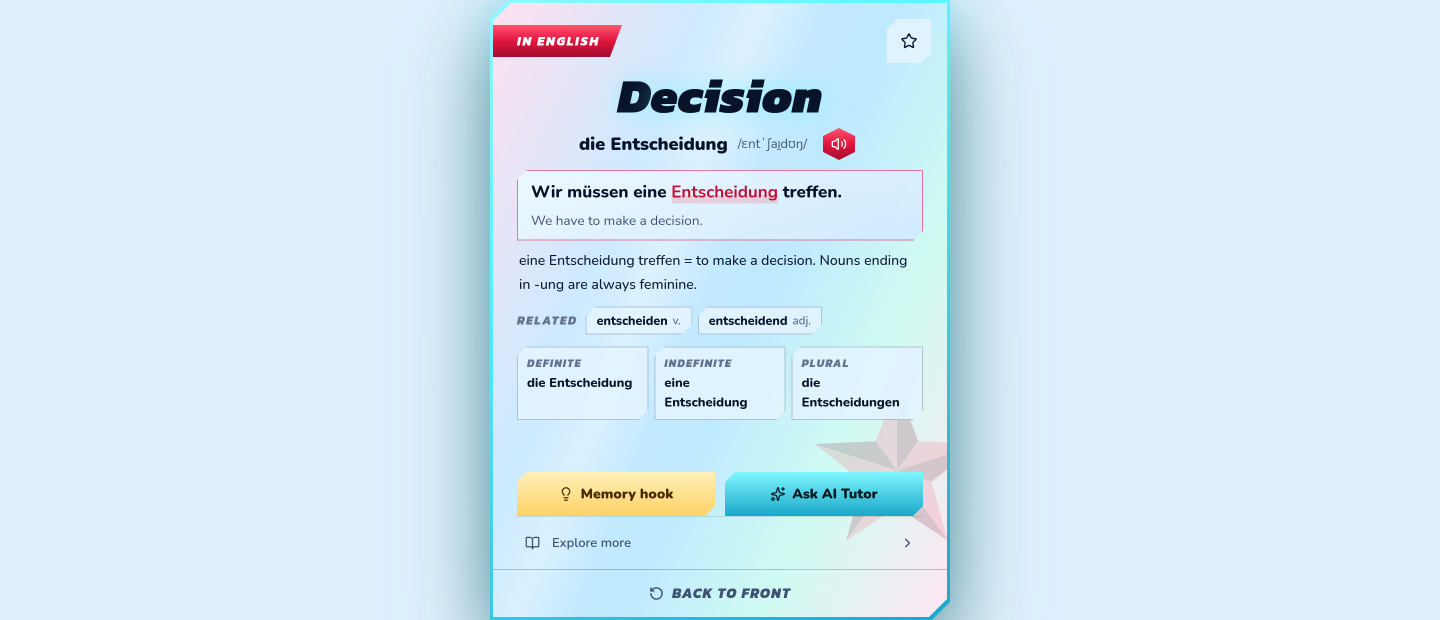 IN ENGLISH
Decision
die Entscheidung /ɛntˈʃaɪ̯dʊŋ/
Wir müssen eine Entscheidung treffen.
We have to make a decision.
eine Entscheidung treffen = to make a decision. Nouns ending
in -ung are always feminine.
RELATED entscheiden v. entscheidend adj.
DEFINITE
die Entscheidung
INDEFINITE
eine
Entscheidung
PLURAL
die
Entscheidungen
Memory hook
Ask AI Tutor
Explore more
BACK TO FRONT